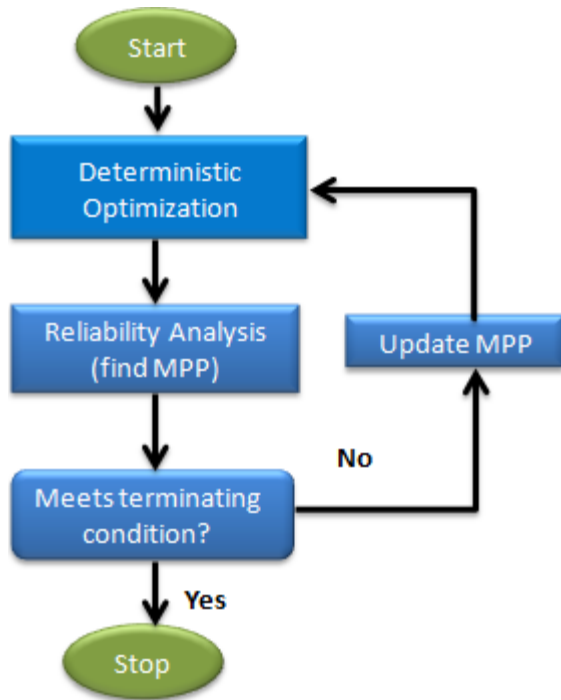 Start
Deterministic
Optimization
Reliability Analysis
(find MPP)
Update MPP
No
Meets terminating
condition?
Yes
Stop